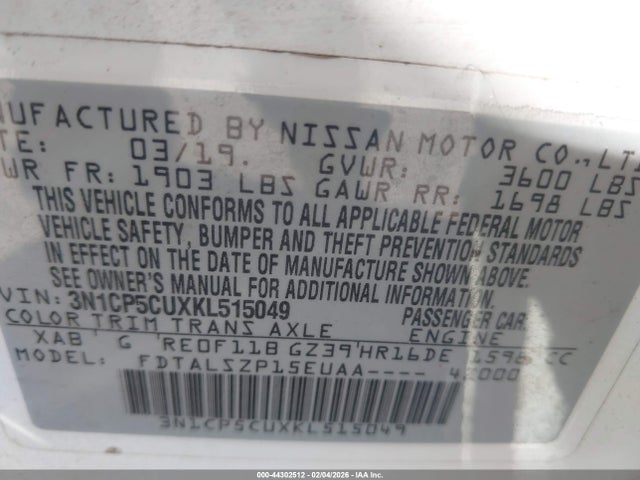 NUFACTURED BY NISSAN MOTOR CO., LT
TE: 03/19. GVWR: 3600 LBS
WR FR: 1903 LBS GAWR RR: 1698 LBS
THIS VEHICLE CONFORMS TO ALL APPLICABLE FEDERAL MOTOR
VEHICLE SAFETY, BUMPER AND THEFT PREVENTION STANDARDS
IN EFFECT ON THE DATE OF MANUFACTURE SHOWN ABOVE.
SEE OWNER'S MANUAL FOR ADDITIONAL INFORMATION.
VIN: 3N1CP5CUXKL515049 PASSENGER CAR
COLOR TRIM TRANS AXLE ENGINE
XAB G RE0F11B GZ39 HR16DE 1598 CC
MODEL: FDTALSZP15EUAA----
3N1CP5CUXKL515049
000-44302512 - 02/04/2026 - COPART.CA